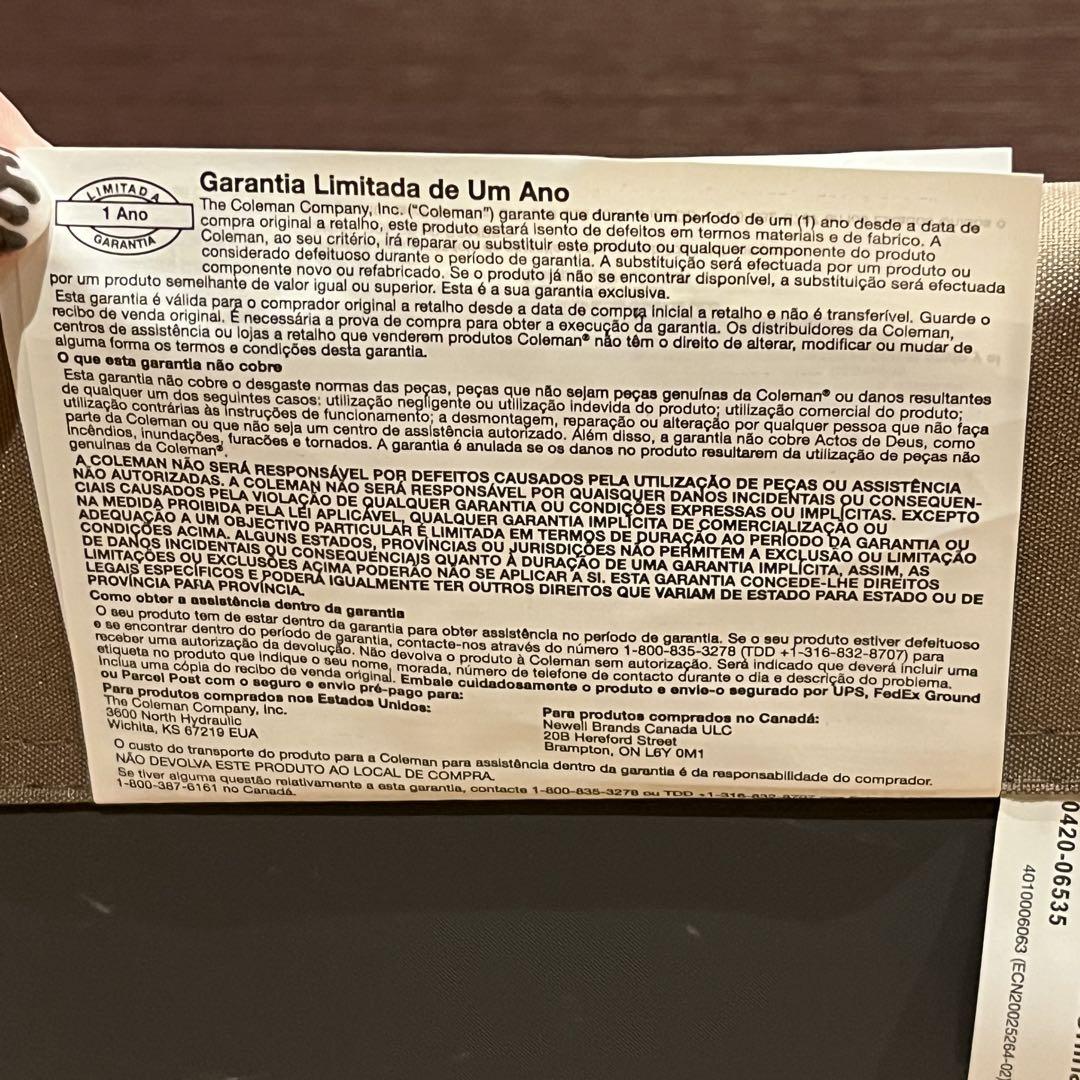 LIMITADA
1 Ano
GARANTIA
Garantia Limitada de Um Ano
The Coleman Company, Inc. ("Coleman") garante que durante um período de um (1) ano desde a data de
compra original a retalho, este produto estará isento de defeitos em termos materiais e de fabrico. A
Coleman, ao seu critério, irá reparar ou substituir este produto ou qualquer componente do produto
considerado defeituoso durante o período de garantia. A substituição será efectuada por um produto ou
componente novo ou refabricado. Se o produto já não se encontrar disponível, a substituição será efectuada
por um produto semelhante de valor igual ou superior. Esta é a sua garantia exclusiva.
Esta garantia é válida para o comprador original a retalho desde a data de compra inicial a retalho e não é transferível. Guarde o
recibo de venda original. É necessária a prova de compra para obter a execução da garantia. Os distribuidores da Coleman,
centros de assistência ou lojas a retalho que venderem produtos Coleman® não têm o direito de alterar, modificar ou mudar de
alguma forma os termos e condições desta garantia.
O que esta garantia não cobre
Esta garantia não cobre o desgaste normas das peças, peças que não sejam peças genuínas da Coleman® ou danos resultantes
de qualquer um dos seguintes casos: utilização negligente ou utilização indevida do produto; utilização comercial do produto;
utilização contrárias às instruções de funcionamento; a desmontagem, reparação ou alteração por qualquer pessoa que não faça
parte da Coleman ou que não seja um centro de assistência autorizado. Além disso, a garantia não cobre Actos de Deus, como
incêndios, inundações, furacões e tornados. A garantia é anulada se os danos no produto resultarem da utilização de peças não
genuínas da Coleman®.
A COLEMAN NÃO SERÁ RESPONSÁVEL POR DEFEITOS CAUSADOS PELA UTILIZAÇÃO DE PEÇAS OU ASSISTÊNCIA
NÃO AUTORIZADAS. A COLEMAN NÃO SERÁ RESPONSÁVEL POR QUAISQUER DANOS INCIDENTAIS OU CONSEQUEN-
CIAIS CAUSADOS PELA VIOLAÇÃO DE QUALQUER GARANTIA OU CONDIÇÕES EXPRESSAS OU IMPLÍCITAS. EXCEPTO
NA MEDIDA PROIBIDA PELA LEI APLICÁVEL, QUALQUER GARANTIA IMPLÍCITA DE COMERCIALIZAÇÃO OU
ADEQUAÇÃO A UM OBJECTIVO PARTICULAR É LIMITADA EM TERMOS DE DURAÇÃO AO PERÍODO DA GARANTIA OU
CONDIÇÕES ACIMA. ALGUNS ESTADOS, PROVÍNCIAS OU JURISDIÇÕES NÃO PERMITEM A EXCLUSÃO OU LIMITAÇÃO
DE DANOS INCIDENTAIS OU CONSEQUENCIAIS QUANTO À DURAÇÃO DE UMA GARANTIA IMPLÍCITA, ASSIM, AS
LIMITAÇÕES OU EXCLUSÕES ACIMA PODERÃO NÃO SE APLICAR A SI. ESTA GARANTIA CONCEDE-LHE DIREITOS
LEGAIS ESPECÍFICOS E PODERÁ IGUALMENTE TER OUTROS DIREITOS QUE VARIAM DE ESTADO PARA ESTADO OU DE
PROVÍNCIA PARA PROVÍNCIA.
Como obter a assistência dentro da garantia
O seu produto tem de estar dentro da garantia para obter assistência no período de garantia. Se o seu produto estiver defeituoso
e se encontrar dentro do período de garantia, contacte-nos através do número 1-800-835-3278 (TDD +1-316-832-8707) para
receber uma autorização da devolução. Não devolva o produto à Coleman sem autorização. Será indicado que deverá incluir uma
etiqueta no produto que indique o seu nome, morada, número de telefone de contacto durante o dia e descrição do problema.
Inclua uma cópia do recibo de venda original. Embale cuidadosamente o produto e envie-o segurado por UPS, FedEx Ground
ou Parcel Post com o seguro e envio pré-pago para:
Para produtos comprados nos Estados Unidos:
The Coleman Company, Inc.
3600 North Hydraulic
Wichita, KS 67219 EUA
Para produtos comprados no Canadá:
Newell Brands Canada ULC
20B Hereford Street
Brampton, ON L6Y 0M1
O custo do transporte do produto para a Coleman para assistência dentro da garantia é da responsabilidade do comprador.
NÃO DEVOLVA ESTE PRODUTO AO LOCAL DE COMPRA.
Se tiver alguma questão relativamente a esta garantia, contacte 1-800-835-3278 ou TDD +1-316-832-8707
1-800-387-6161 no Canadá.
0420-06535
4010006063 (ECN20025264-02)